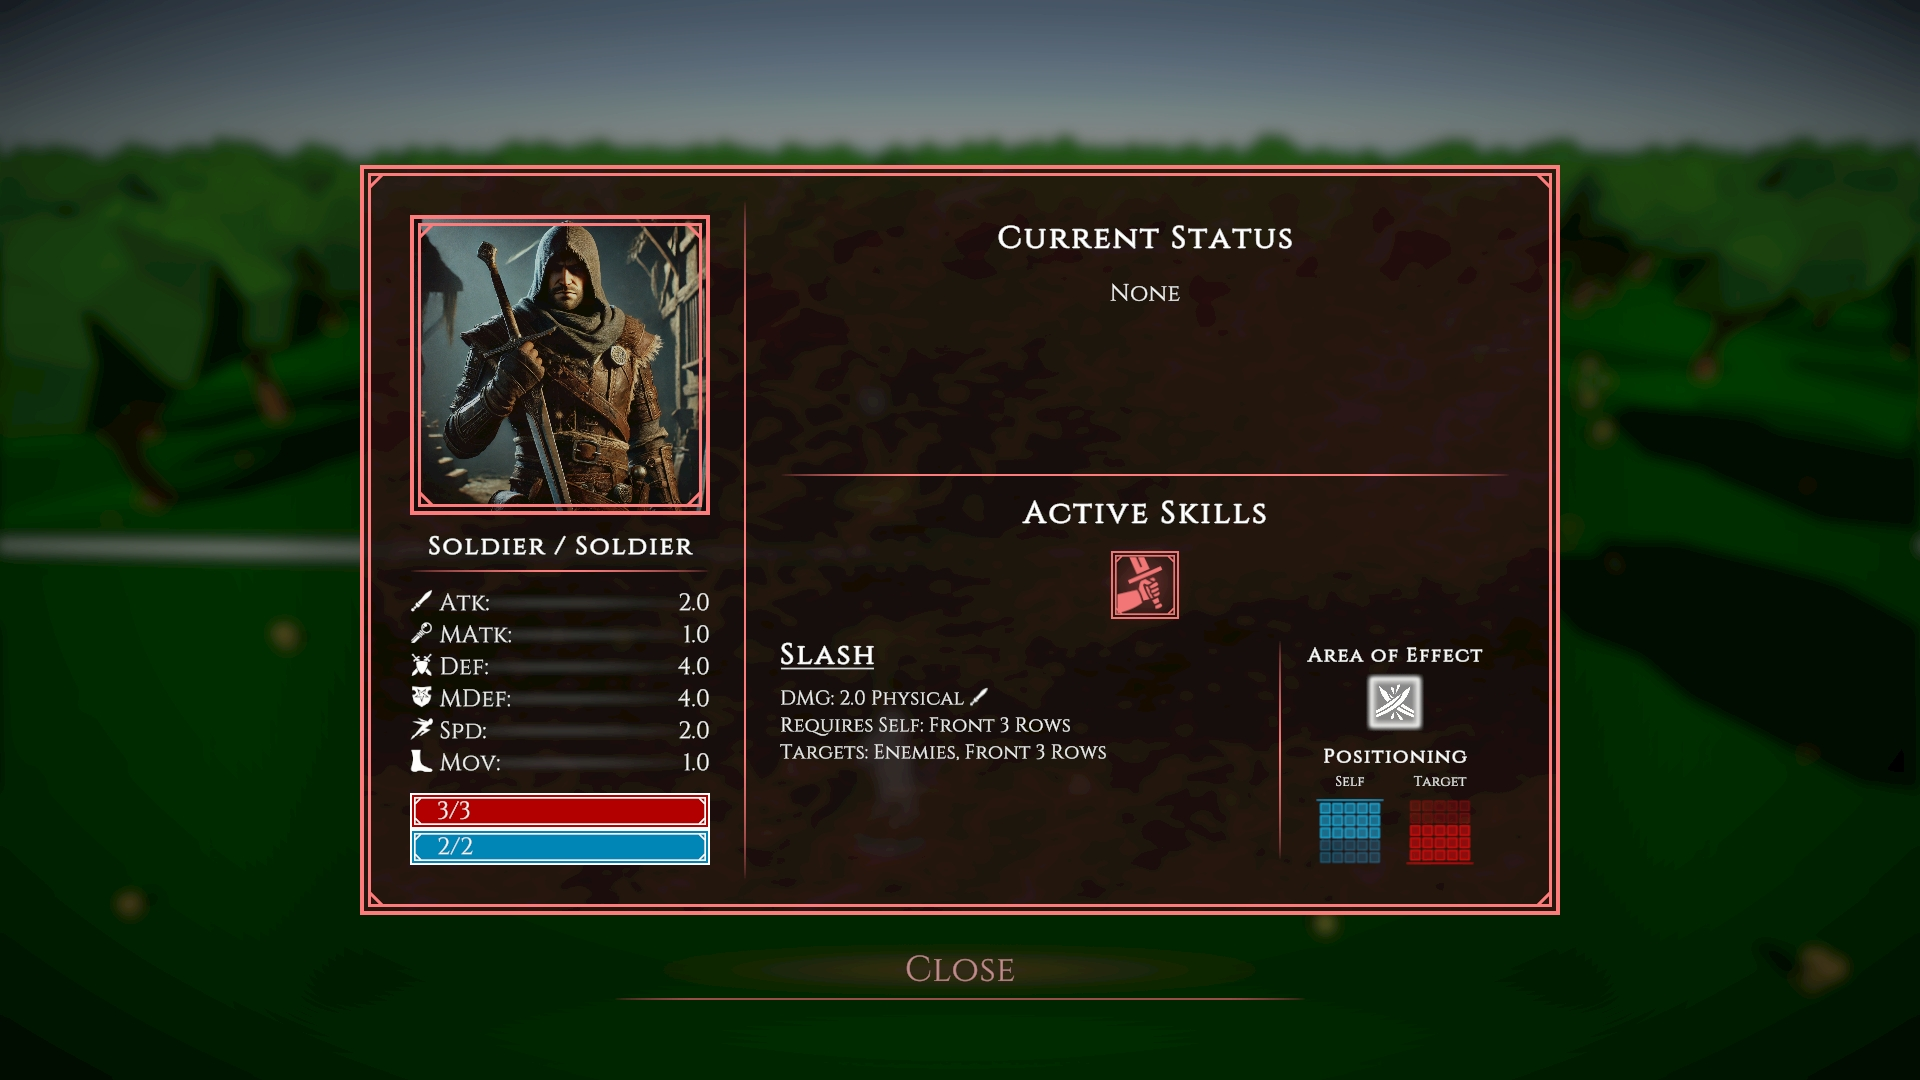 Soldier / Soldier
Atk: 2.0
MAtk: 1.0
Def: 4.0
MDef: 4.0
Spd: 2.0
Mov: 1.0
3/3
2/2
Current Status
None
Active Skills
Slash
DMG: 2.0 Physical
Requires Self: Front 3 Rows
Targets: Enemies, Front 3 Rows
Area of Effect
Positioning
Self Target
Close